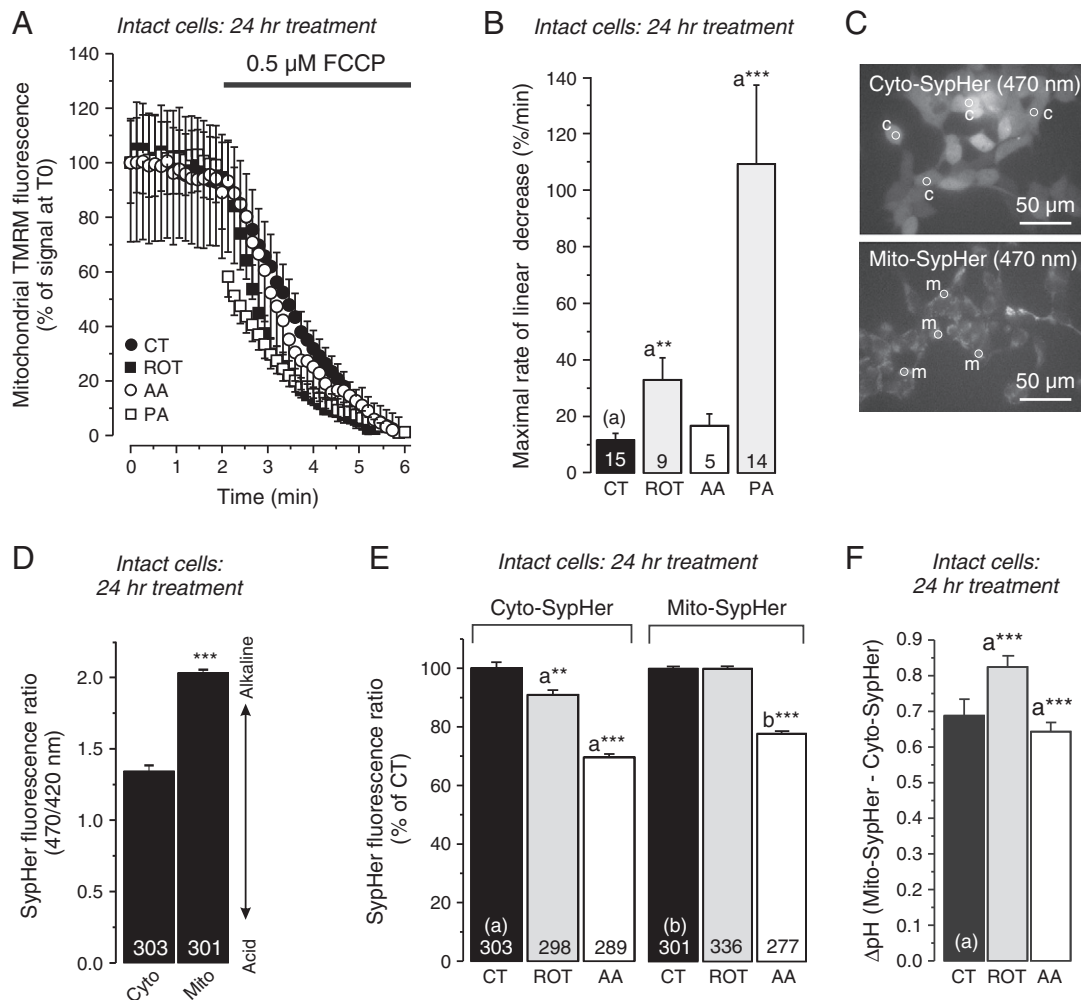 A
Intact cells: 24 hr treatment
0.5 µM FCCP
Mitochondrial TMRM fluorescence
(% of signal at T0)
140
120
100
80
60
40
20
0
CT
ROT
AA
PA
0 1 2 3 4 5 6
Time (min)
B
Intact cells: 24 hr treatment
Maximal rate of linear decrease (%/min)
140
120
100
80
60
40
20
0
(a)
a**
a***
15 9 5 14
CT ROT AA PA
C
Cyto-SypHer (470 nm)
c
c
c
c
50 µm
Mito-SypHer (470 nm)
m
m
m
m
50 µm
D
Intact cells:
24 hr treatment
SypHer fluorescence ratio
(470/420 nm)
2.0
1.5
1.0
0.5
0.0
***
Alkaline
Acid
303 301
Cyto Mito
E
Intact cells: 24 hr treatment
Cyto-SypHer Mito-SypHer
SypHer fluorescence ratio
(% of CT)
100
80
60
40
20
0
a**
a***
b***
(a) (b)
303 298 289 301 336 277
CT ROT AA CT ROT AA
F
Intact cells:
24 hr treatment
ΔpH (Mito-SypHer - Cyto-SypHer)
0.9
0.8
0.7
0.6
0.5
0.4
0.3
0.2
0.1
0.0
a***
a***
(a)
CT ROT AA